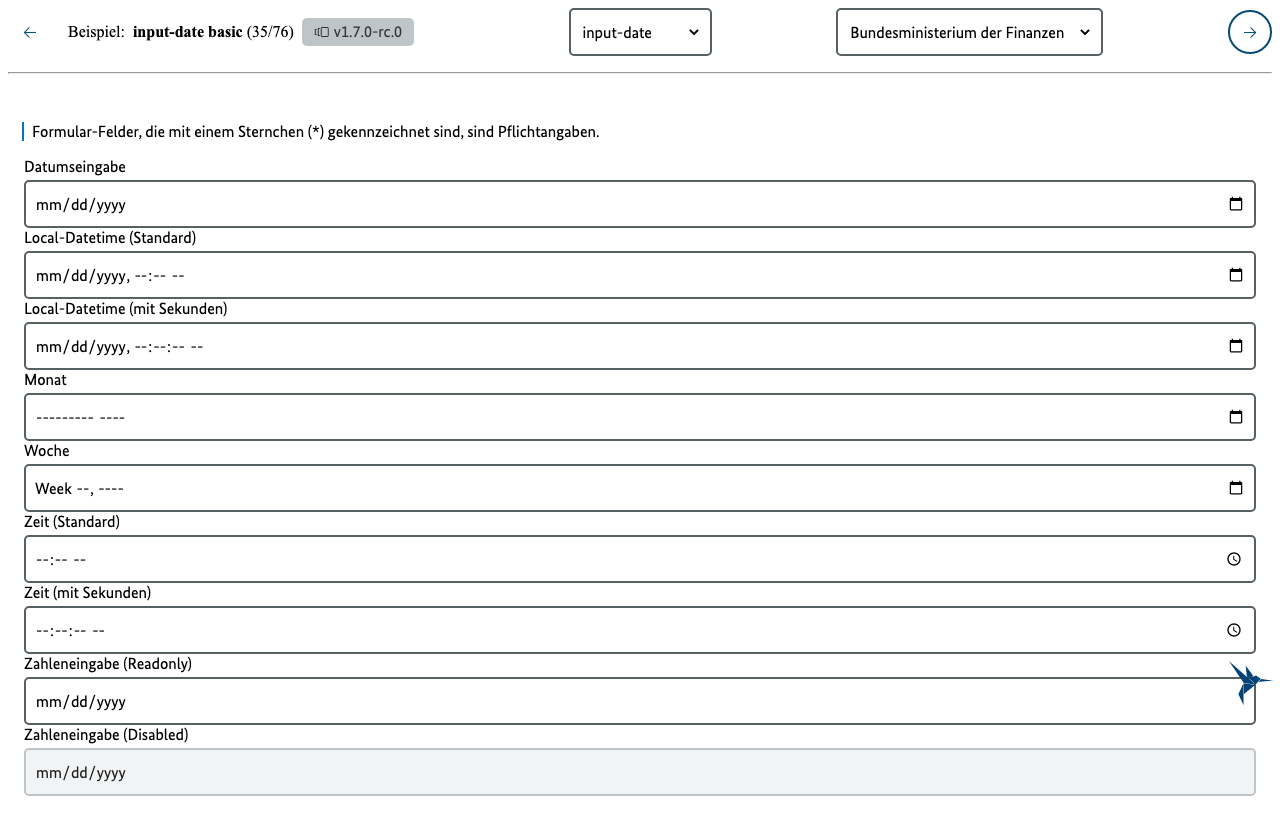 Beispiel: input-date basic (35/76) v1.7.0-rc.0 input-date Bundesministerium der Finanzen
Formular-Felder, die mit einem Sternchen (*) gekennzeichnet sind, sind Pflichtangaben.
Datumseingabe
mm/dd/yyyy
Local-Datetime (Standard)
mm/dd/yyyy, --:-- --
Local-Datetime (mit Sekunden)
mm/dd/yyyy, --:--:-- --
Monat
--------- ----
Woche
Week --, ----
Zeit (Standard)
--:-- --
Zeit (mit Sekunden)
--:--:-- --
Zahleneingabe (Readonly)
mm/dd/yyyy
Zahleneingabe (Disabled)
mm/dd/yyyy